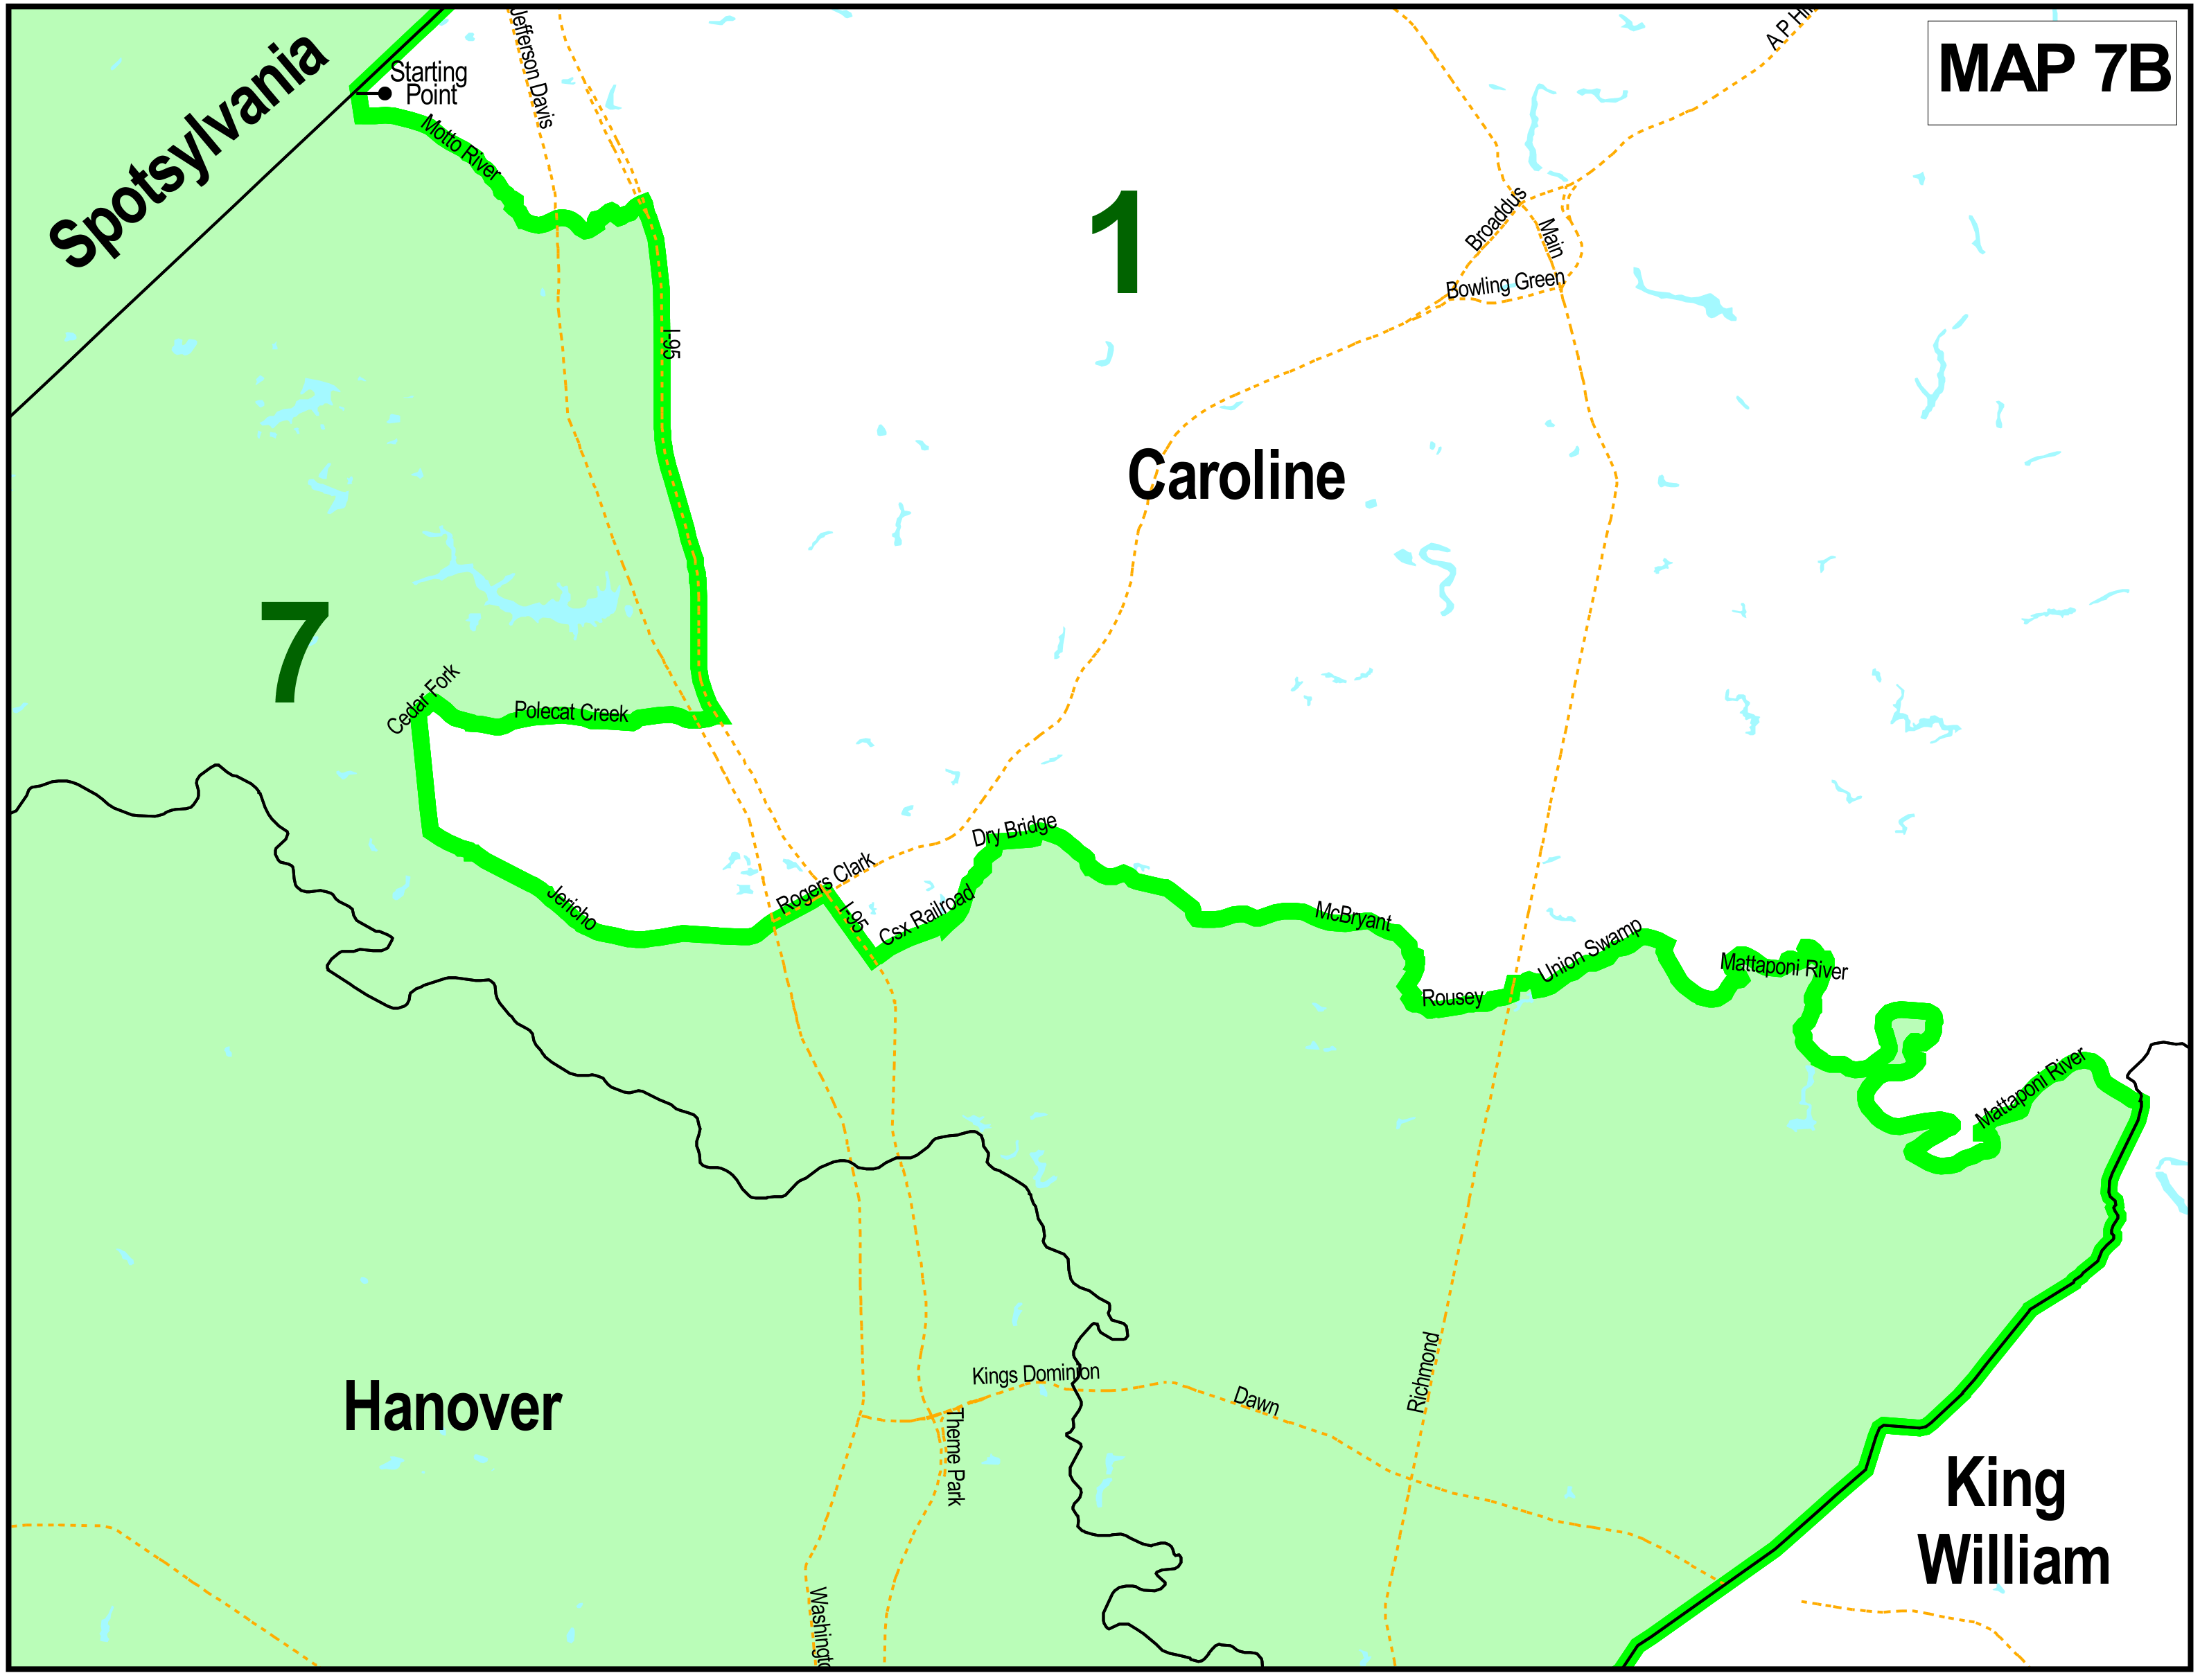 MAP 7B
Spotsylvania
Starting
Point
Jefferson Davis
A P Hill
Motto River
1
Broaddus
Main
Bowling Green
I-95
Caroline
7
Cedar Fork
Polecat Creek
Dry Bridge
Rogers Clark
Jericho
I-95
Csx Railroad
McBryant
Union Swamp
Mattaponi River
Rousey
Mattaponi River
Hanover
Kings Dominion
Dawn
Richmond
Theme Park
King
William
Washingto